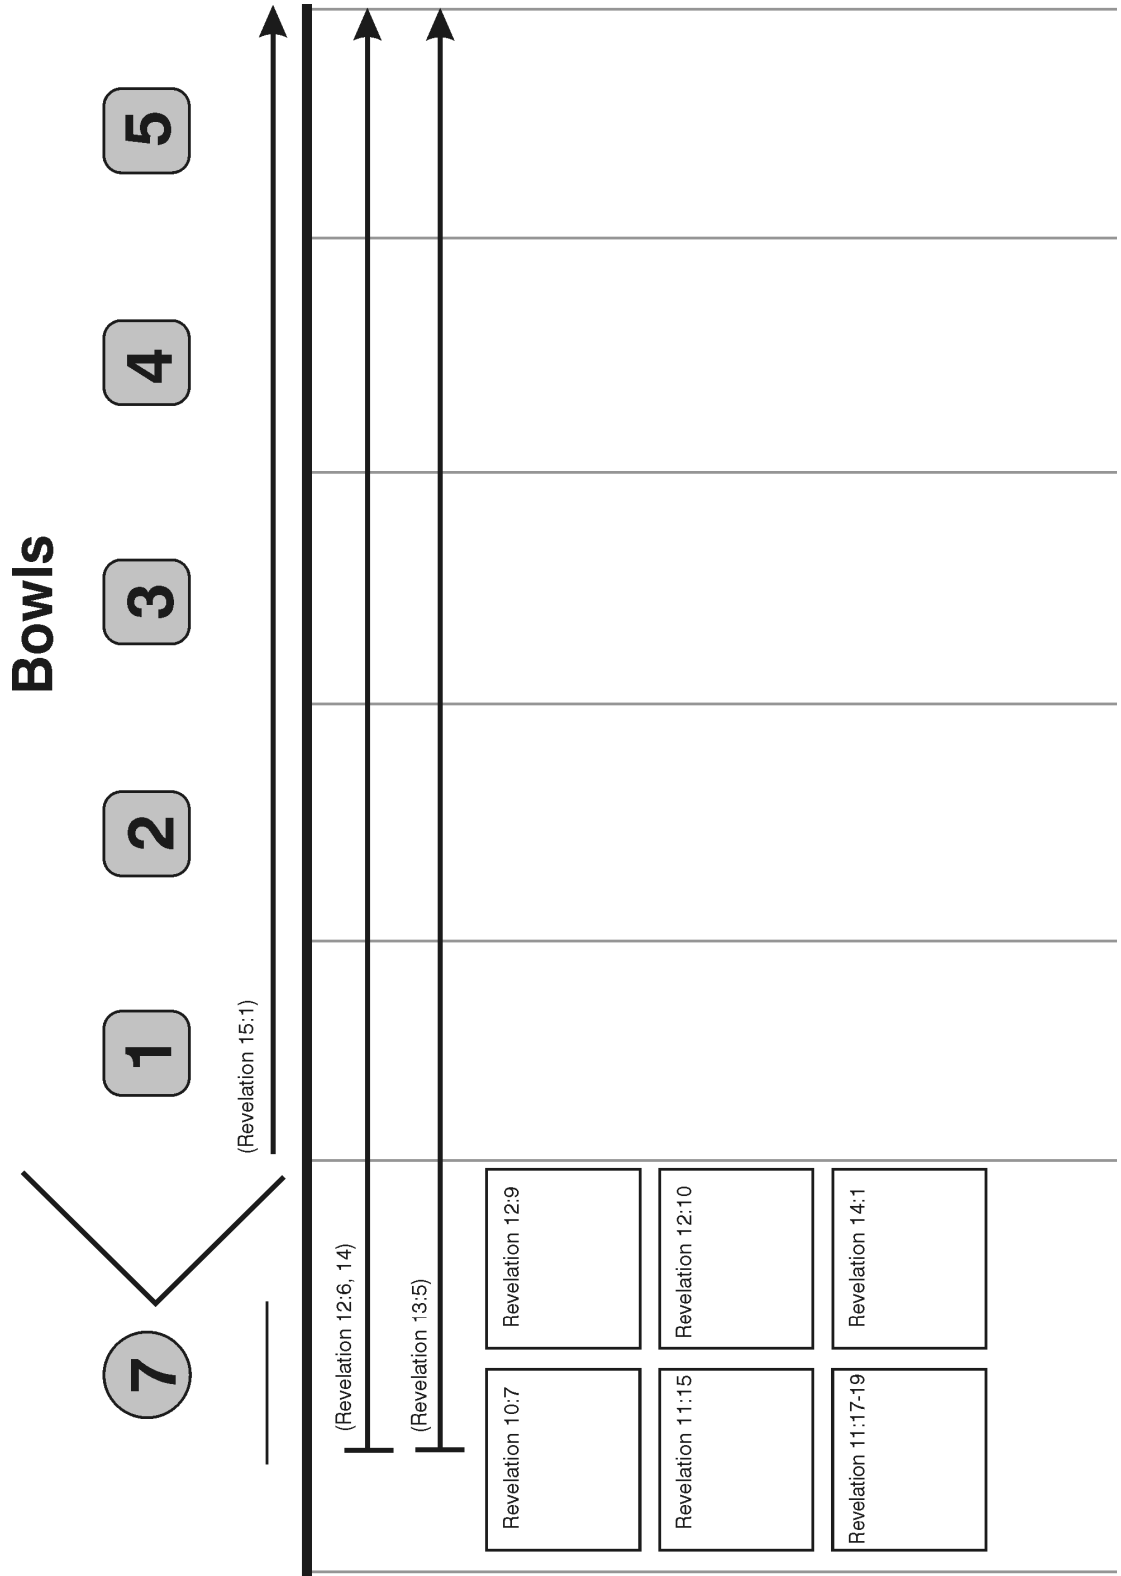 Bowls
7
1
2
3
4
5
(Revelation 15:1)
(Revelation 12:6, 14)
(Revelation 13:5)
Revelation 10:7
Revelation 12:9
Revelation 11:15
Revelation 12:10
Revelation 11:17-19
Revelation 14:1